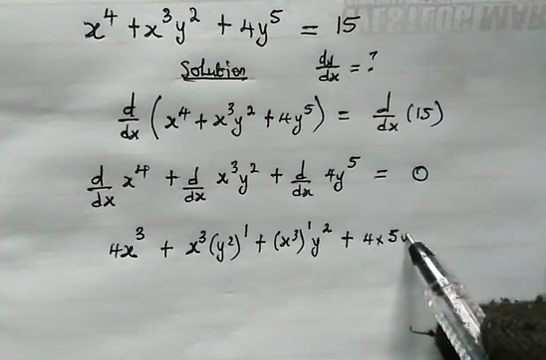 x⁴ + x³y² + 4y⁵ = 15
Solution dy/dx = ?
d/dx (x⁴ + x³y² + 4y⁵) = d/dx (15)
d/dx x⁴ + d/dx x³y² + d/dx 4y⁵ = 0
4x³ + x³(y²)' + (x³)'y² + 4×5y